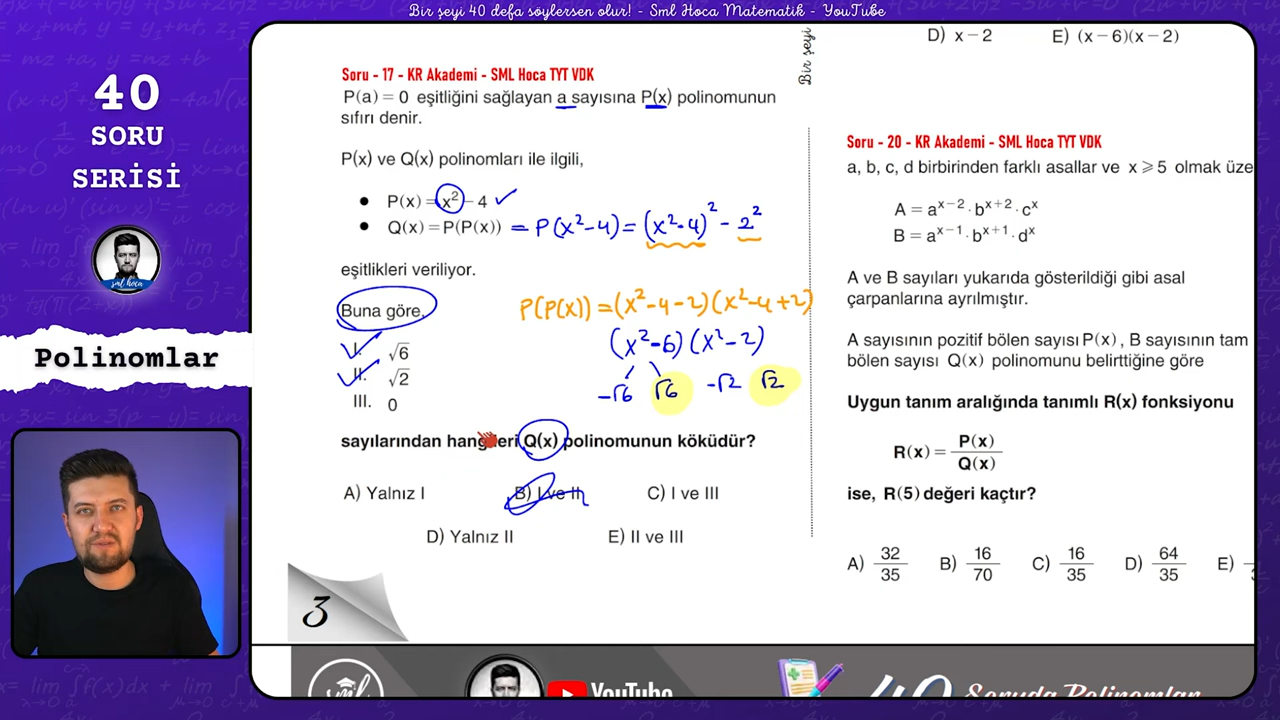 Bir şeyi 40 defa söylersen olur! - Sml Hoca Matematik - YouTube
40
SORU
SERİSİ
sml hoca
Polinomlar
Soru - 17 - KR Akademi - SML Hoca TYT VDK
P(a) = 0 eşitliğini sağlayan a sayısına P(x) polinomunun
sıfırı denir.
P(x) ve Q(x) polinomları ile ilgili,
● P(x) = x² - 4 ✓
● Q(x) = P(P(x)) = P(x²-4) = (x²-4)² - 2²
eşitlikleri veriliyor.
P(P(x)) = (x²-4-2)(x²-4+2)
Buna göre,
(x²-6)(x²-2)
I. √6
II. √2
-√6 √6 -√2 √2
III. 0
sayılarından hangileri Q(x) polinomunun köküdür?
A) Yalnız I B) I ve II C) I ve III
D) Yalnız II E) II ve III
3
Bir şeyi
D) x - 2 E) (x - 6)(x - 2)
Soru - 20 - KR Akademi - SML Hoca TYT VDK
a, b, c, d birbirinden farklı asallar ve x ⩾ 5 olmak üze
A = a^(x-2) · b^(x+2) · c^x
B = a^(x-1) · b^(x+1) · d^x
A ve B sayıları yukarıda gösterildiği gibi asal
çarpanlarına ayrılmıştır.
A sayısının pozitif bölen sayısı P(x) , B sayısının tam
bölen sayısı Q(x) polinomunu belirttiğine göre
Uygun tanım aralığında tanımlı R(x) fonksiyonu
R(x) = P(x)/Q(x)
ise, R(5) değeri kaçtır?
A) 32/35 B) 16/70 C) 16/35 D) 64/35 E)
YouTube
40 Soruda Polinomlar